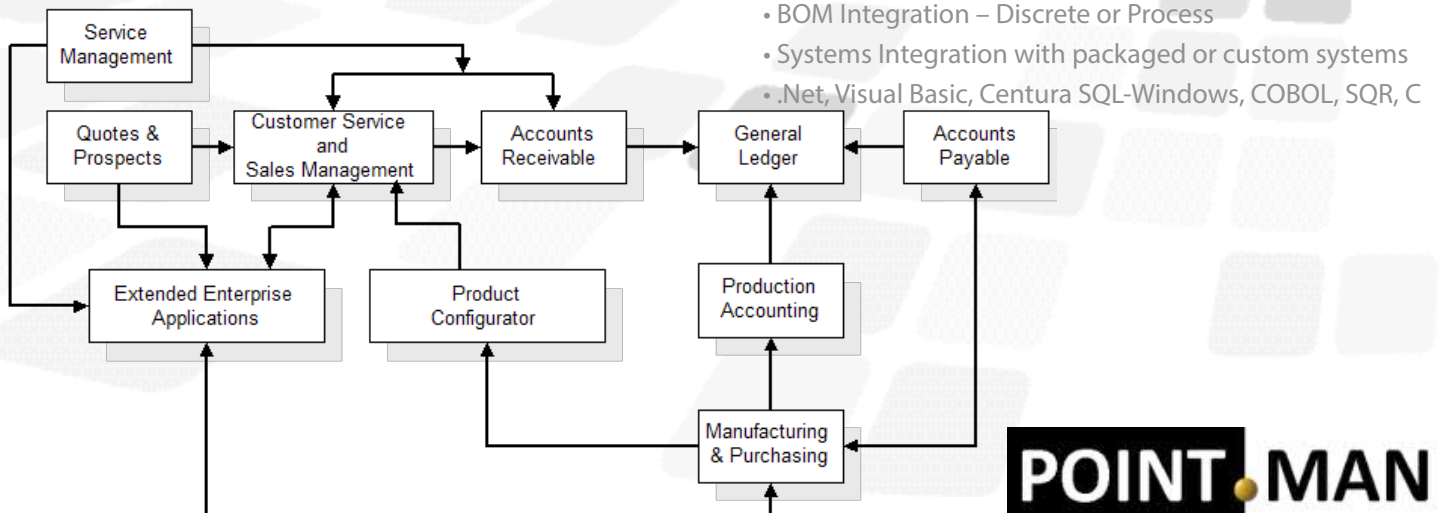 • BOM Integration – Discrete or Process
• Systems Integration with packaged or custom systems
• .Net, Visual Basic, Centura SQL-Windows, COBOL, SQR, C
Service
Management
Quotes &
Prospects
Customer Service
and
Sales Management
Accounts
Receivable
General
Ledger
Accounts
Payable
Extended Enterprise
Applications
Product
Configurator
Production
Accounting
Manufacturing
& Purchasing
POINT.MAN